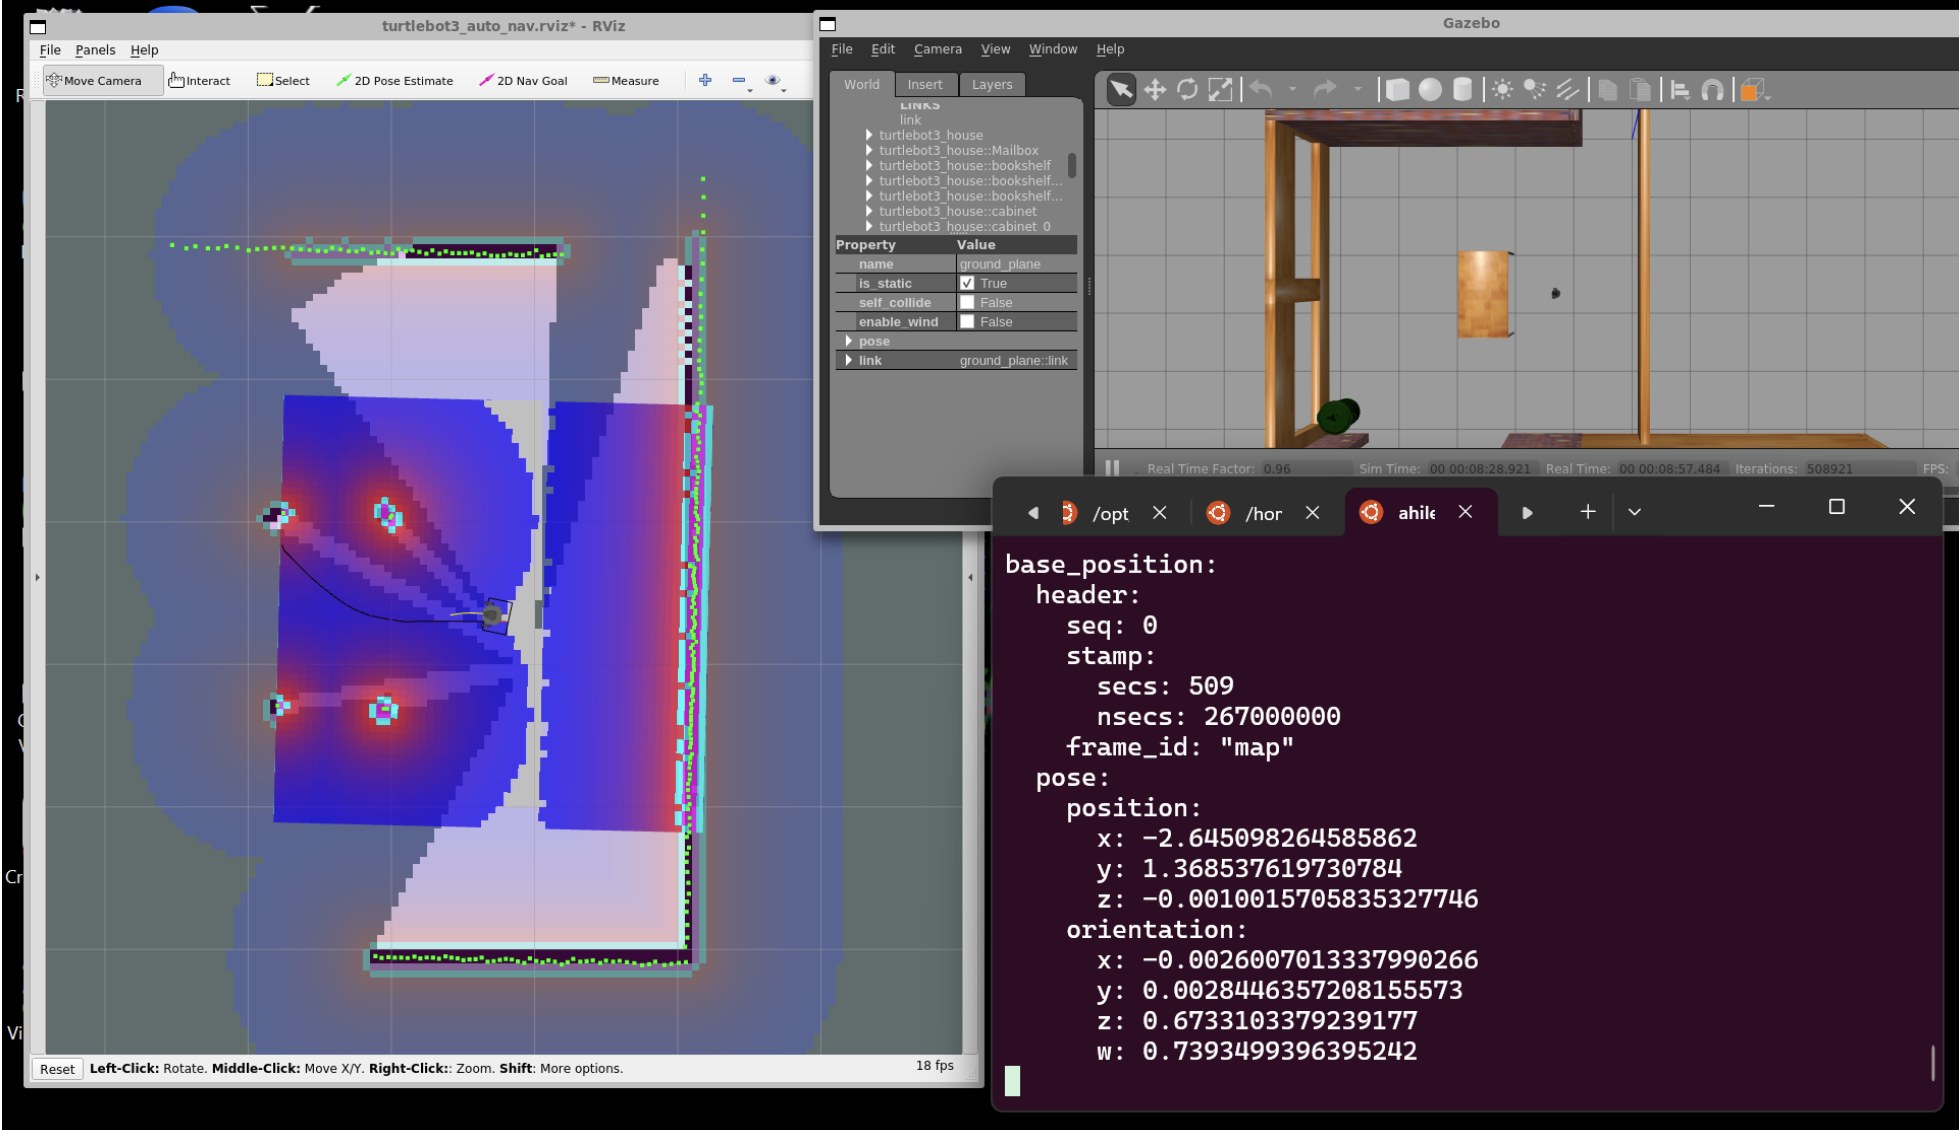 turtlebot3_auto_nav.rviz* - RViz
File Panels Help
Move Camera Interact Select 2D Pose Estimate 2D Nav Goal Measure
Reset Left-Click: Rotate. Middle-Click: Move X/Y. Right-Click:: Zoom. Shift: More options. 18 fps
Gazebo
File Edit Camera View Window Help
World Insert Layers
LINKS
link
turtlebot3_house
turtlebot3_house::Mailbox
turtlebot3_house::bookshelf
turtlebot3_house::bookshelf...
turtlebot3_house::bookshelf...
turtlebot3_house::cabinet
turtlebot3_house::cabinet_0
Property Value
name ground_plane
is_static True
self_collide False
enable_wind False
pose
link ground_plane::link
Real Time Factor: 0.96 Sim Time: 00 00:08:28.921 Real Time: 00 00:08:57.484 Iterations: 508921 FPS:
/opt /hor ahile
base_position:
header:
seq: 0
stamp:
secs: 509
nsecs: 267000000
frame_id: "map"
pose:
position:
x: -2.645098264585862
y: 1.368537619730784
z: -0.0010015705835327746
orientation:
x: -0.0026007013337990266
y: 0.0028446357208155573
z: 0.6733103379239177
w: 0.7393499396395242
Cr
Vi